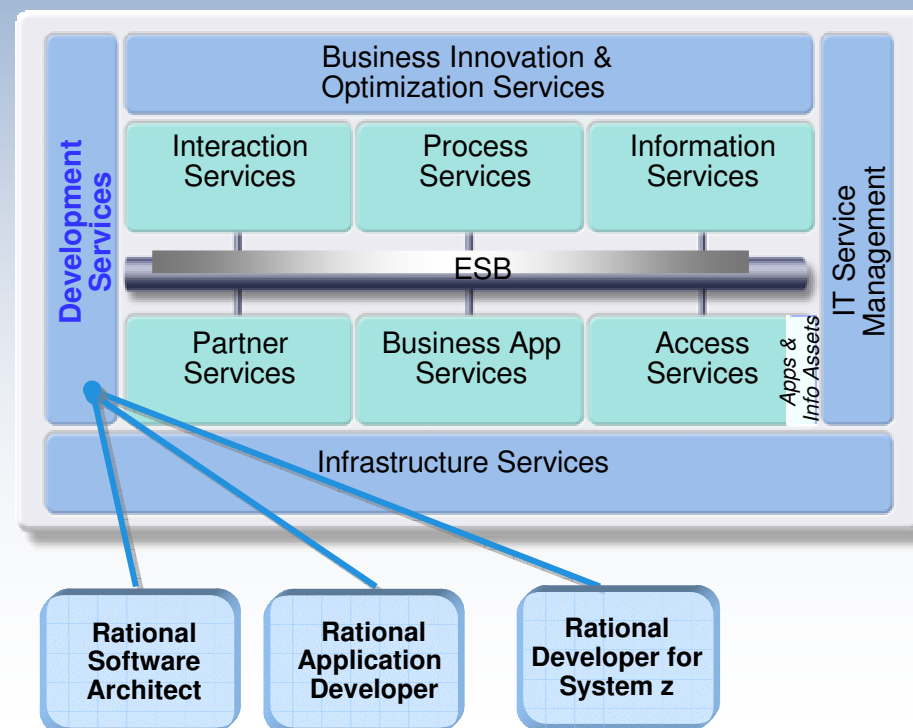 Business Innovation &
Optimization Services
Development
Services
Interaction
Services
Process
Services
Information
Services
IT Service
Management
ESB
Partner
Services
Business App
Services
Access
Services
Apps &
Info Assets
Infrastructure Services
Rational
Software
Architect
Rational
Application
Developer
Rational
Developer for
System z